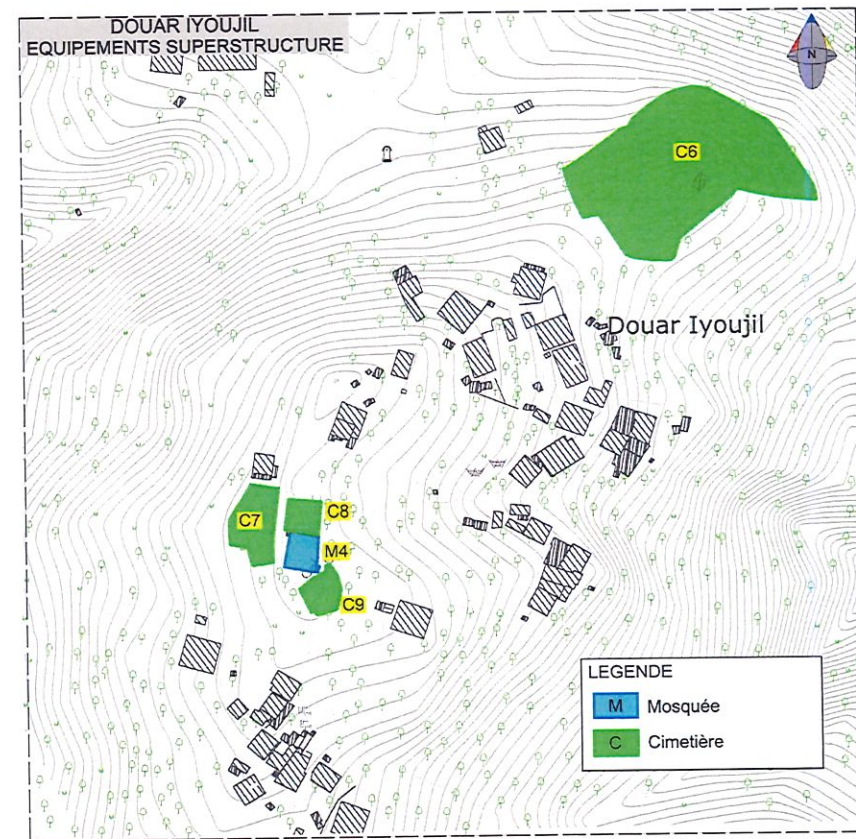 DOUAR IYOUJIL
EQUIPEMENTS SUPERSTRUCTURE
N
C6
Douar Iyoujil
C7
C8
M4
C9
LEGENDE
M Mosquée
C Cimetière